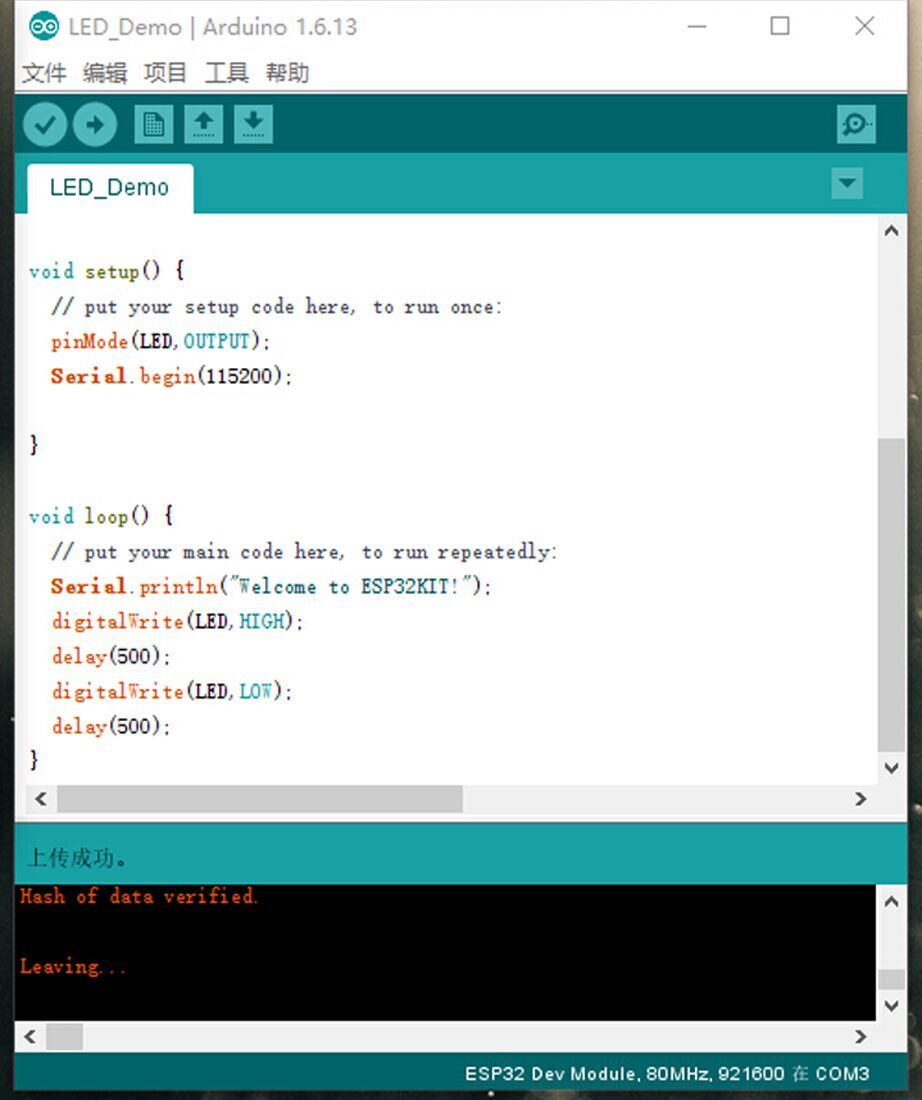 LED_Demo | Arduino 1.6.13
文件 编辑 项目 工具 帮助
LED_Demo
void setup() {
  // put your setup code here, to run once:
  pinMode(LED,OUTPUT);
  Serial.begin(115200);
}
void loop() {
  // put your main code here, to run repeatedly:
  Serial.println("Welcome to ESP32KIT!");
  digitalWrite(LED,HIGH);
  delay(500);
  digitalWrite(LED,LOW);
  delay(500);
}
上传成功。
Hash of data verified.
Leaving...
ESP32 Dev Module, 80MHz, 921600 在 COM3